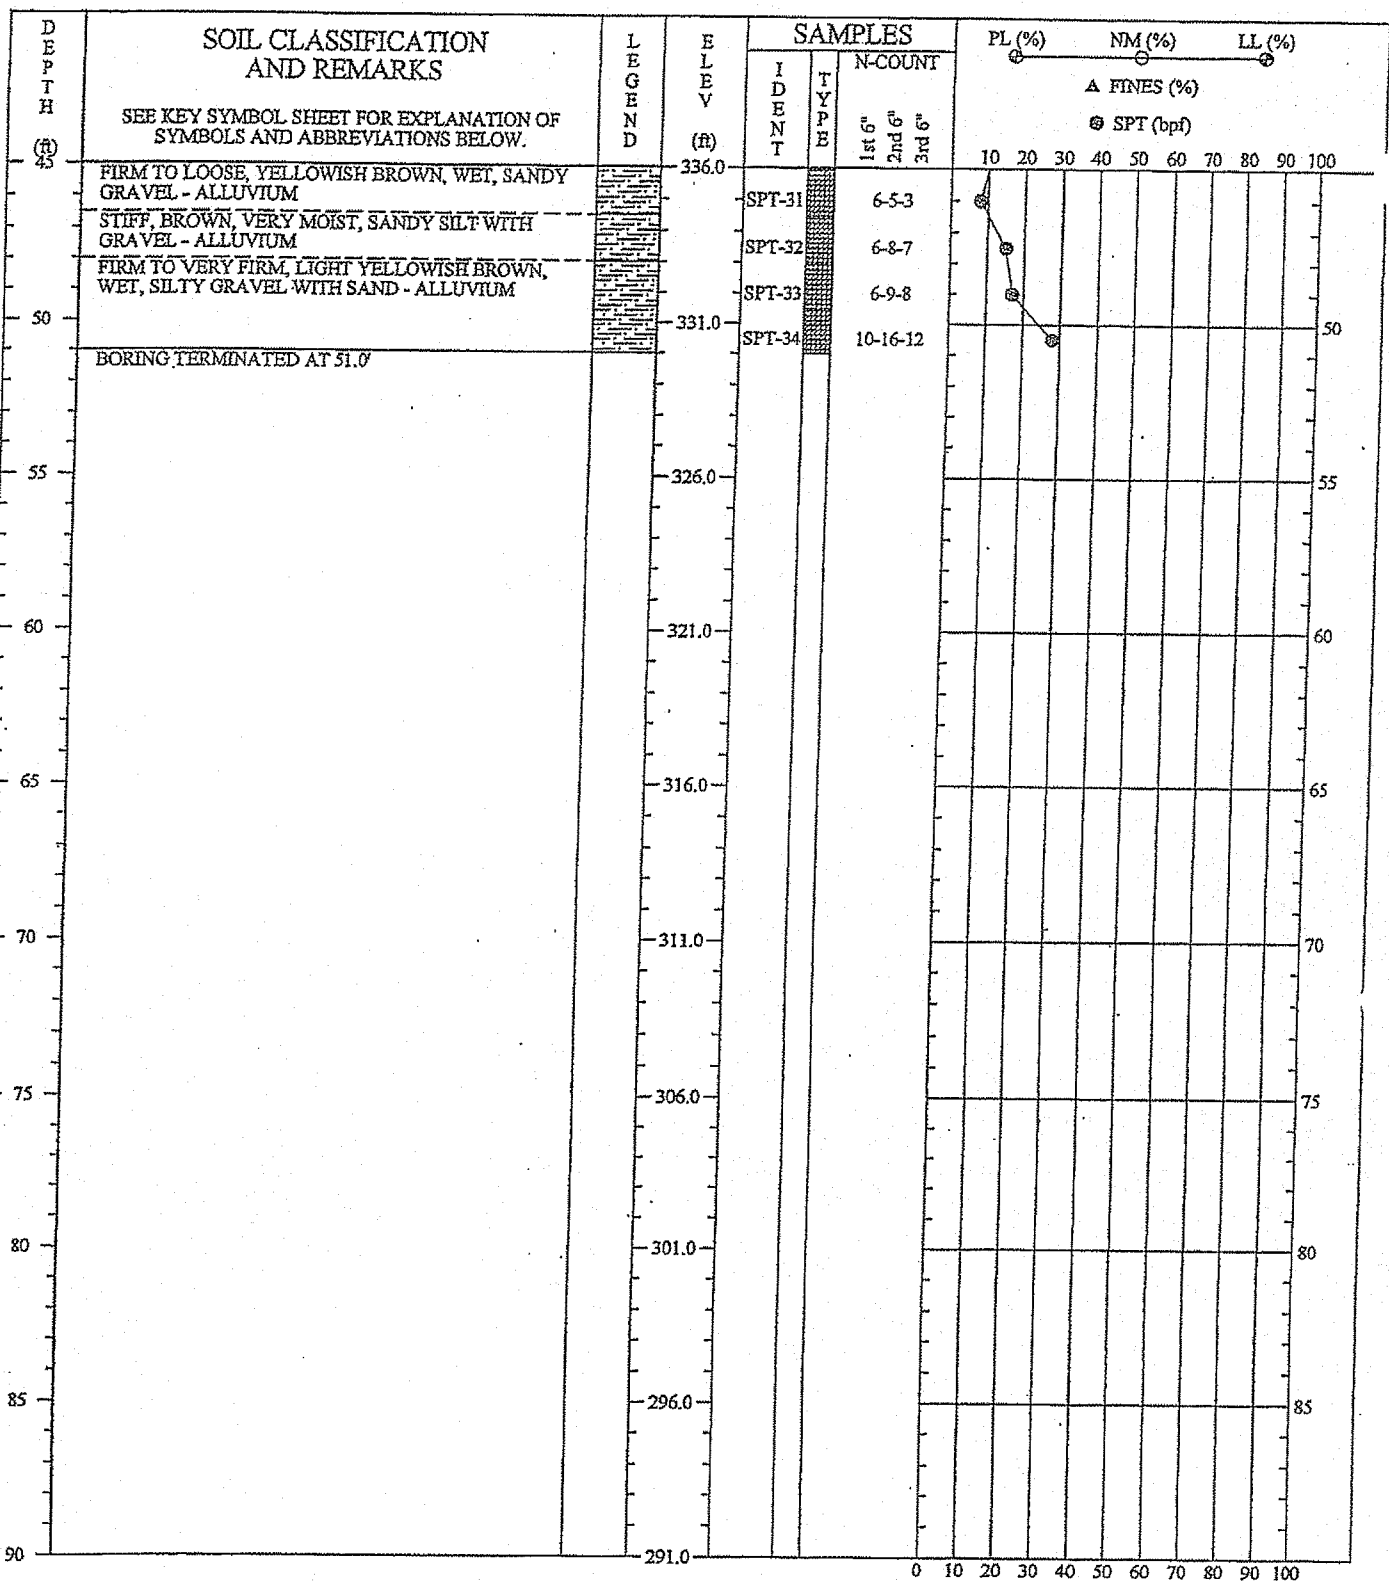 DEPTH
(ft)
SOIL CLASSIFICATION
AND REMARKS
SEE KEY SYMBOL SHEET FOR EXPLANATION OF
SYMBOLS AND ABBREVIATIONS BELOW.
LEGEND
ELEV
(ft)
SAMPLES
IDENT
TYPE
N-COUNT
1st 6"
2nd 6"
3rd 6"
PL (%) NM (%) LL (%)
▲ FINES (%)
● SPT (bpf)
10 20 30 40 50 60 70 80 90 100
45
336.0
FIRM TO LOOSE, YELLOWISH BROWN, WET, SANDY
GRAVEL - ALLUVIUM
SPT-31 6-5-3
STIFF, BROWN, VERY MOIST, SANDY SILT WITH
GRAVEL - ALLUVIUM
SPT-32 6-8-7
FIRM TO VERY FIRM, LIGHT YELLOWISH BROWN,
WET, SILTY GRAVEL WITH SAND - ALLUVIUM
SPT-33 6-9-8
50 331.0 50
SPT-34 10-16-12
BORING TERMINATED AT 51.0'
55 326.0 55
60 321.0 60
65 316.0 65
70 311.0 70
75 306.0 75
80 301.0 80
85 296.0 85
90 291.0
0 10 20 30 40 50 60 70 80 90 100